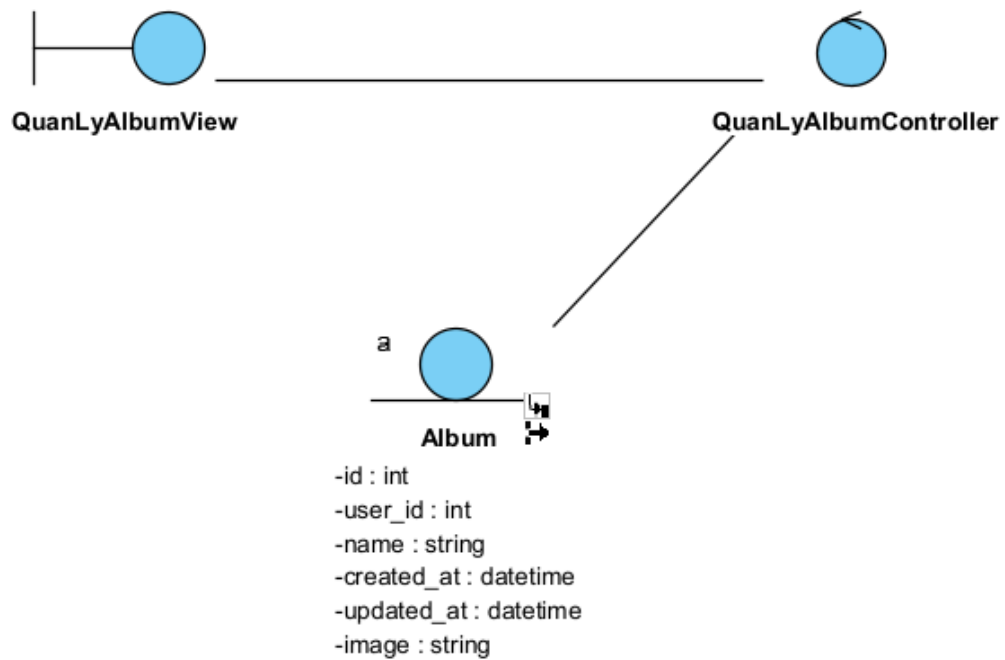 QuanLyAlbumView
QuanLyAlbumController
a
Album
-id : int
-user_id : int
-name : string
-created_at : datetime
-updated_at : datetime
-image : string